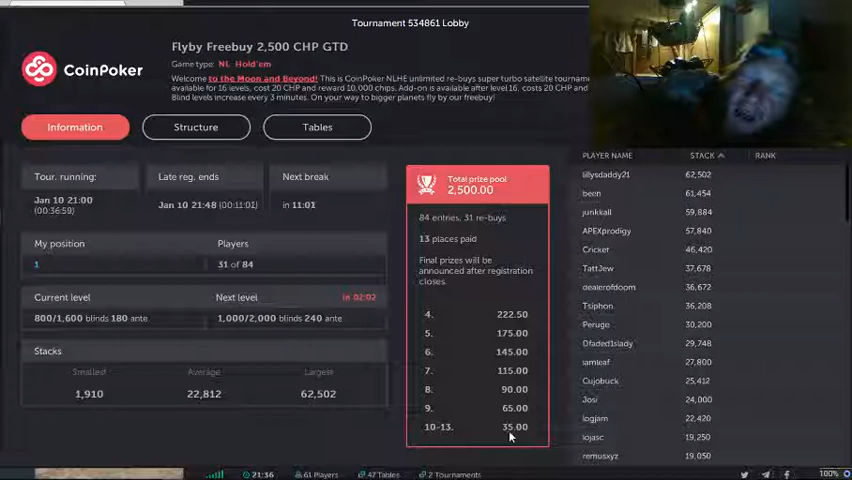 Tournament 534861 Lobby
CoinPoker
Flyby Freebuy 2,500 CHP GTD
Game type: NL Hold'em
Welcome to the Moon and Beyond! This is CoinPoker NLHE unlimited re-buys super turbo satellite tourname
available for 16 levels, cost 20 CHP and reward 10,000 chips. Add-on is available after level 16, costs 20 CHP and
Blind levels increase every 3 minutes. On your way to bigger planets fly by our freebuy!
Information
Structure
Tables
Tour. running:
Jan 10 21:00
(00:36:59)
Late reg. ends
Jan 10 21:48 (00:11:01)
Next break
in 11:01
My position
1
Players
31 of 84
Current level
800/1,600 blinds 180 ante
Next level
in 02:02
1,000/2,000 blinds 240 ante
Stacks
Smalled
1,910
Average
22,812
Largest
62,502
Total prize pool
2,500.00
84 entries, 31 re-buys
13 places paid
Final prizes will be
announced after registration
closes.
4. 222.50
5. 175.00
6. 145.00
7. 115.00
8. 90.00
9. 65.00
10-13. 35.00
PLAYER NAME STACK RANK
lillysdaddy21 62,502
been 61,454
junkkall 59,884
APEXprodigy 57,840
Cricket 46,420
TattJew 37,678
dealerofdoom 36,672
Tsiphon 36,208
Peruge 30,200
Dfaded1slady 29,748
iamleaf 27,800
Cujobuck 25,412
Josi 24,000
logjam 22,420
lojasc 19,250
remusxyz 19,050
21:36 61 Players 47 Tables 2 Tournaments 100%